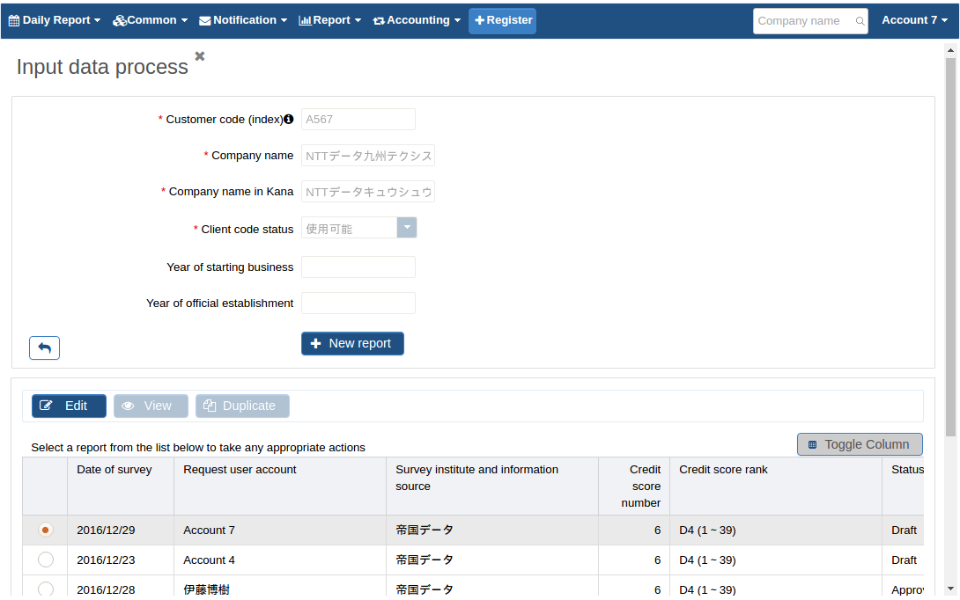 Daily Report Common Notification Report Accounting Register Company name Account 7
Input data process
* Customer code (index) A567
* Company name NTTデータ九州テクシス
* Company name in Kana NTTデータキュウシュウ
* Client code status 使用可能
Year of starting business
Year of official establishment
New report
Edit View Duplicate
Select a report from the list below to take any appropriate actions
Toggle Column
Date of survey Request user account Survey institute and information source Credit score number Credit score rank Status
2016/12/29 Account 7 帝国データ 6 D4 (1 ~ 39) Draft
2016/12/23 Account 4 帝国データ 6 D4 (1 ~ 39) Draft
2016/12/28 伊藤博樹 帝国データ 6 D4 (1 ~ 39) Approv